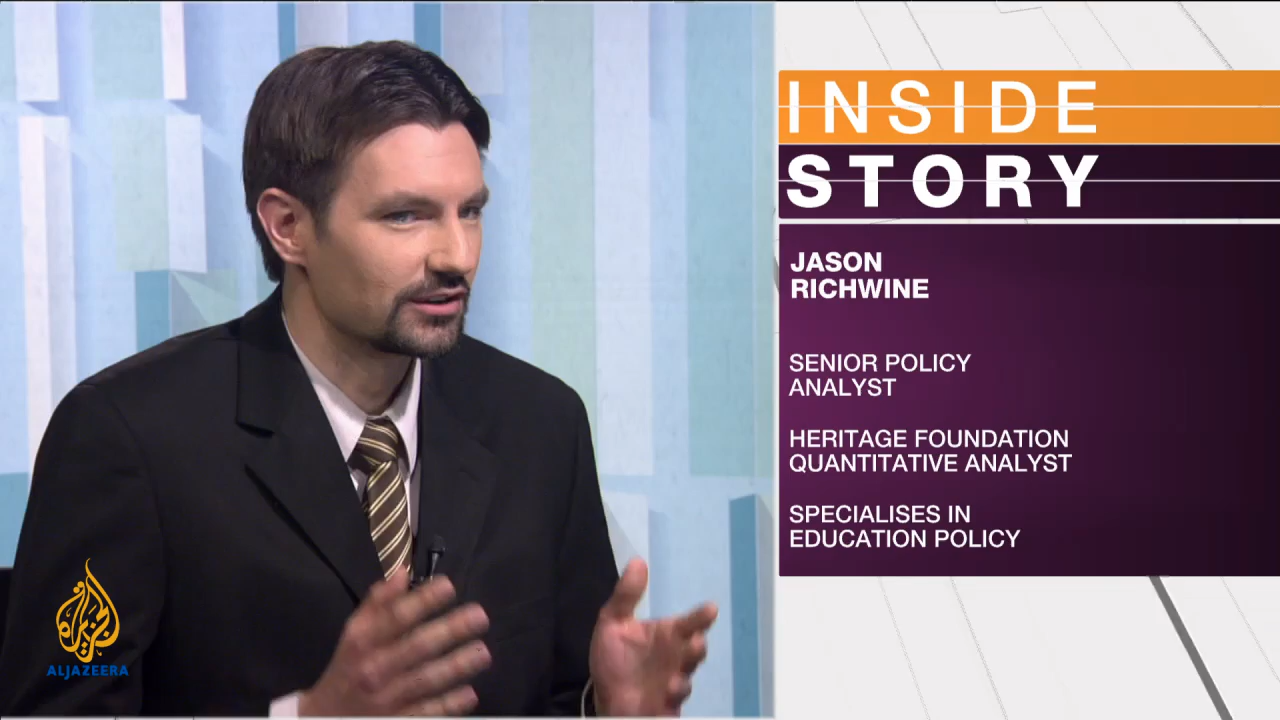 INSIDE
STORY
JASON
RICHWINE
SENIOR POLICY
ANALYST
HERITAGE FOUNDATION
QUANTITATIVE ANALYST
SPECIALISES IN
EDUCATION POLICY
الجزيرة
ALJAZEERA